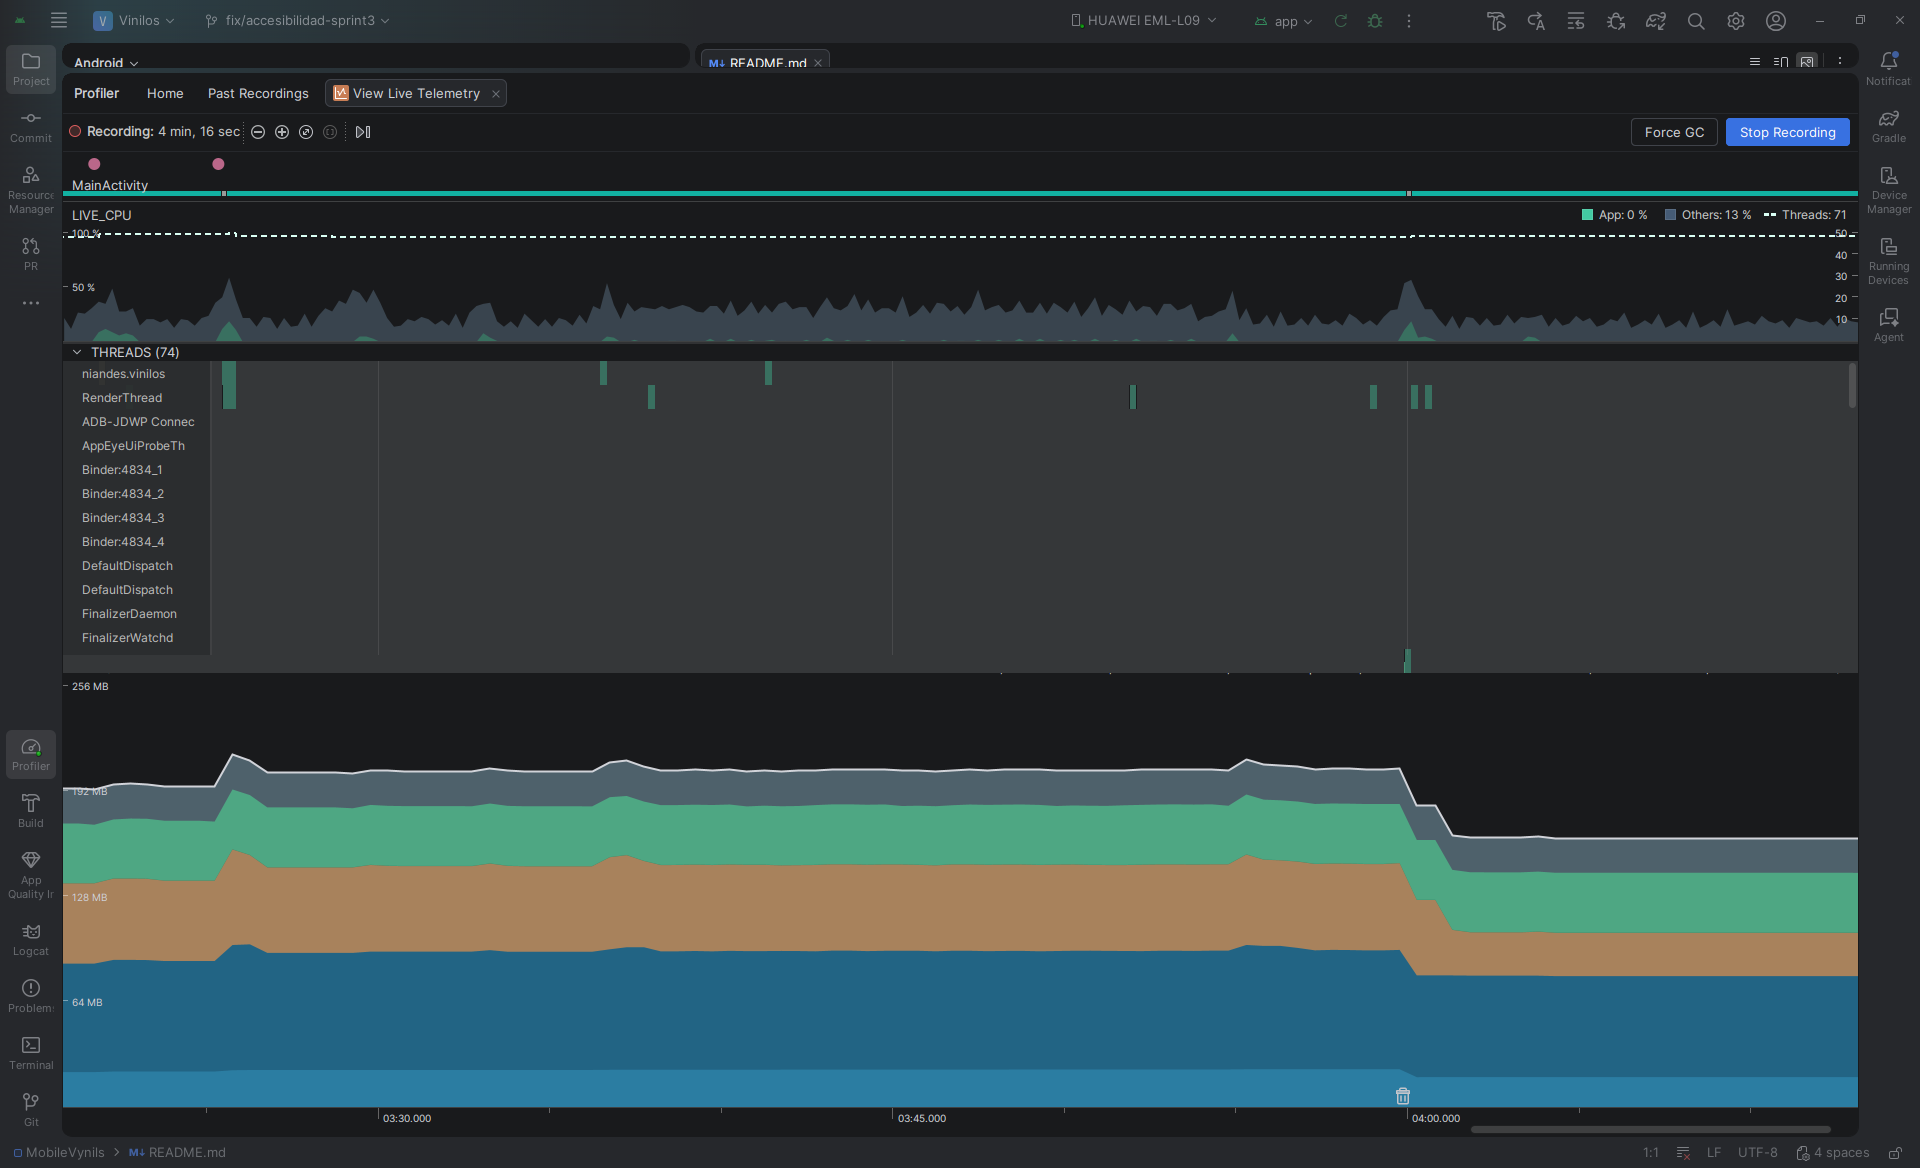 V Vinilos
fix/accesibilidad-sprint3
HUAWEI EML-L09
app
Project
Commit
Resource
Manager
PR
Android
README.md
Profiler
Home
Past Recordings
View Live Telemetry
Recording: 4 min, 16 sec
Force GC
Stop Recording
MainActivity
LIVE_CPU
App: 0 %
Others: 13 %
Threads: 71
100 %
50 %
50
40
30
20
10
THREADS (74)
niandes.vinilos
RenderThread
ADB-JDWP Connec
AppEyeUiProbeTh
Binder:4834_1
Binder:4834_2
Binder:4834_3
Binder:4834_4
DefaultDispatch
DefaultDispatch
FinalizerDaemon
FinalizerWatchd
256 MB
192 MB
128 MB
64 MB
03:30.000
03:45.000
04:00.000
Notificat
Gradle
Device
Manager
Running
Devices
Agent
Profiler
Build
App
Quality In
Logcat
Problems
Terminal
Git
MobileVynils
README.md
1:1
LF
UTF-8
4 spaces